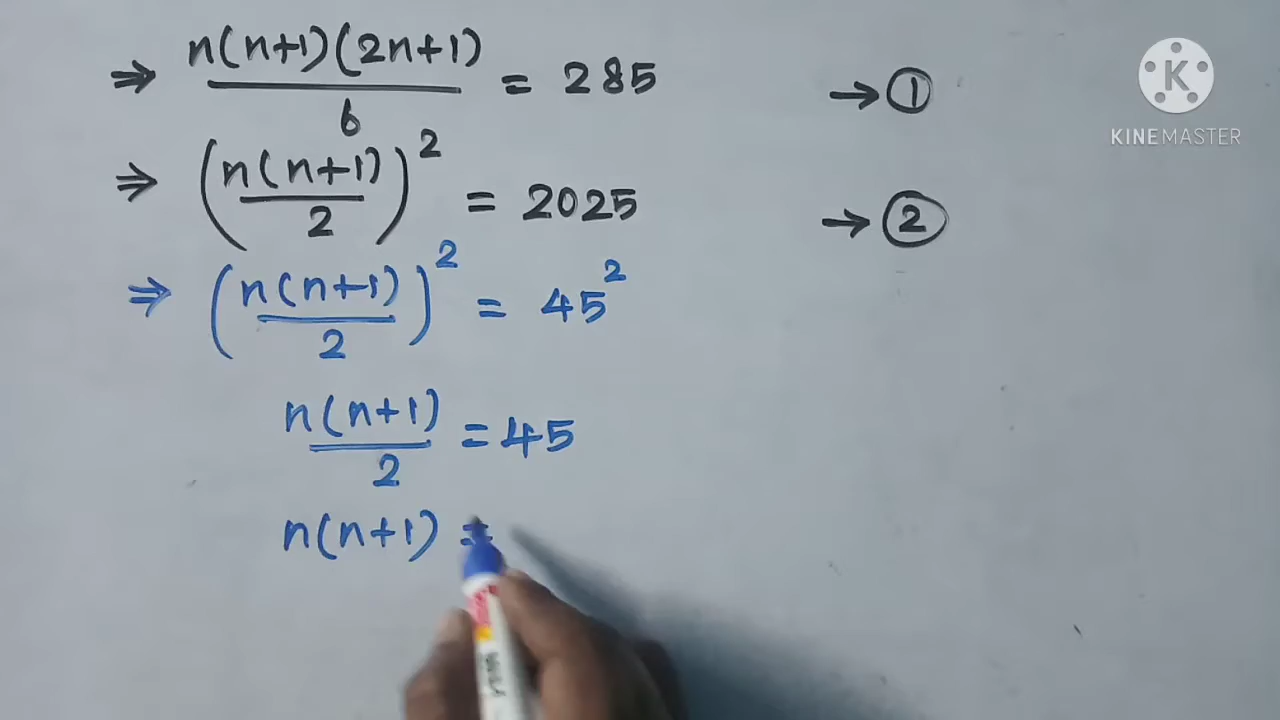 ⇒ n(n+1)(2n+1)/6 = 285 → ①
⇒ (n(n+1)/2)² = 2025 → ②
⇒ (n(n+1)/2)² = 45²
n(n+1)/2 = 45
n(n+1) =
K
KINEMASTER